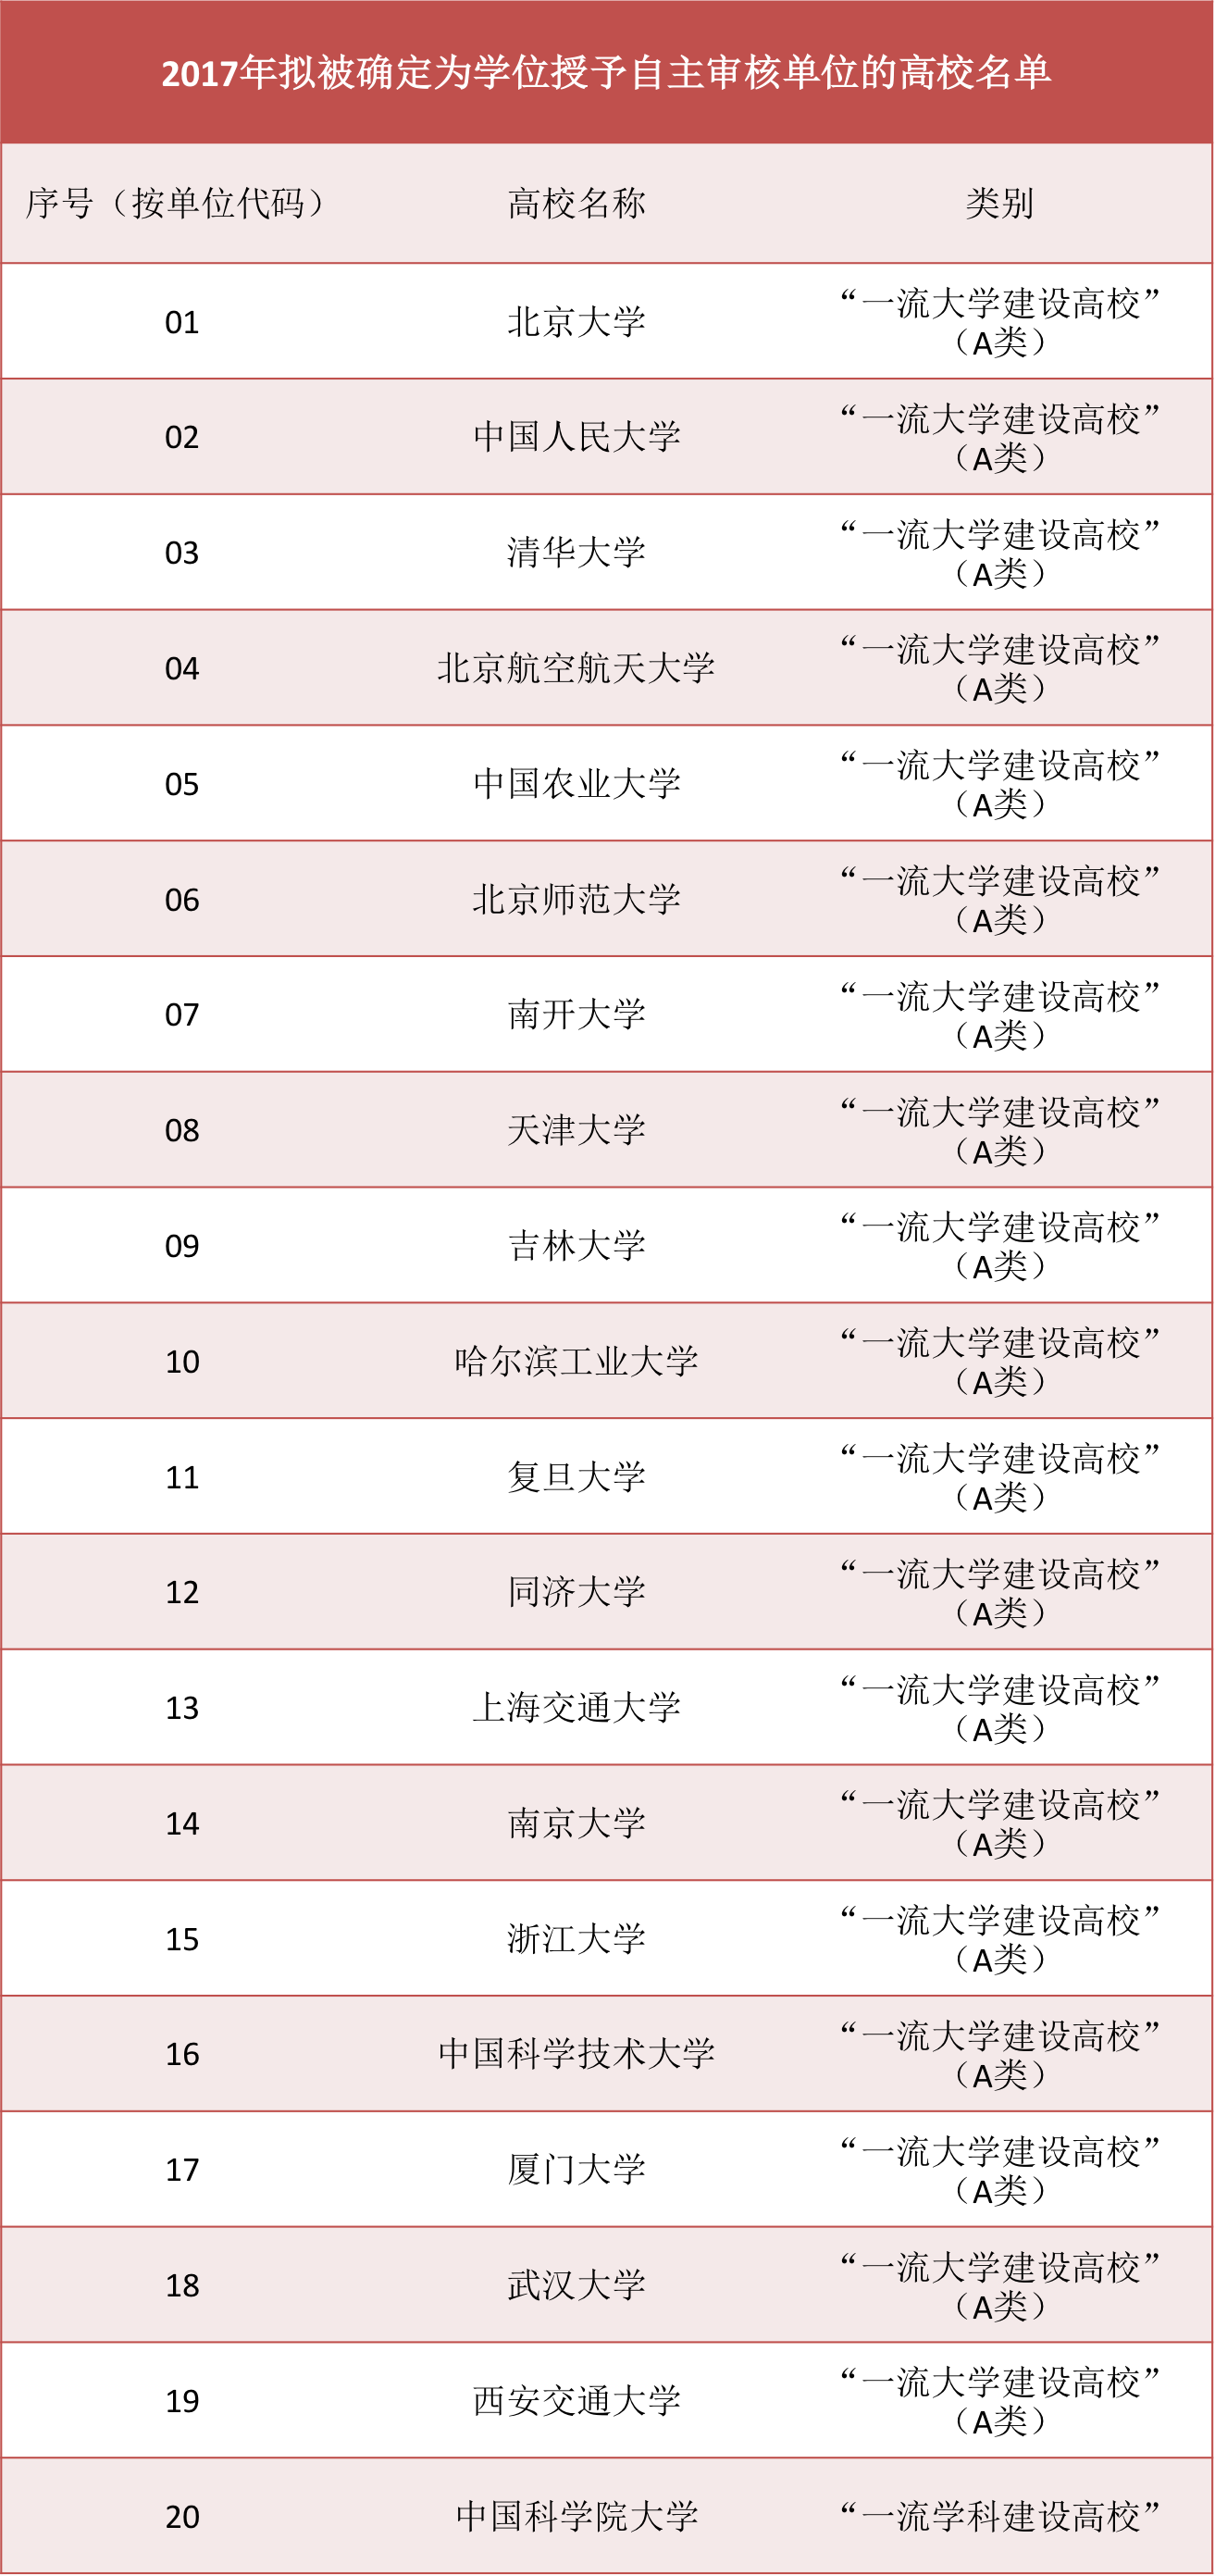 2017年拟被确定为学位授予自主审核单位的高校名单
序号（按单位代码） 高校名称 类别
01 北京大学 “一流大学建设高校”
（A类）
02 中国人民大学 “一流大学建设高校”
（A类）
03 清华大学 “一流大学建设高校”
（A类）
04 北京航空航天大学 “一流大学建设高校”
（A类）
05 中国农业大学 “一流大学建设高校”
（A类）
06 北京师范大学 “一流大学建设高校”
（A类）
07 南开大学 “一流大学建设高校”
（A类）
08 天津大学 “一流大学建设高校”
（A类）
09 吉林大学 “一流大学建设高校”
（A类）
10 哈尔滨工业大学 “一流大学建设高校”
（A类）
11 复旦大学 “一流大学建设高校”
（A类）
12 同济大学 “一流大学建设高校”
（A类）
13 上海交通大学 “一流大学建设高校”
（A类）
14 南京大学 “一流大学建设高校”
（A类）
15 浙江大学 “一流大学建设高校”
（A类）
16 中国科学技术大学 “一流大学建设高校”
（A类）
17 厦门大学 “一流大学建设高校”
（A类）
18 武汉大学 “一流大学建设高校”
（A类）
19 西安交通大学 “一流大学建设高校”
（A类）
20 中国科学院大学 “一流学科建设高校”